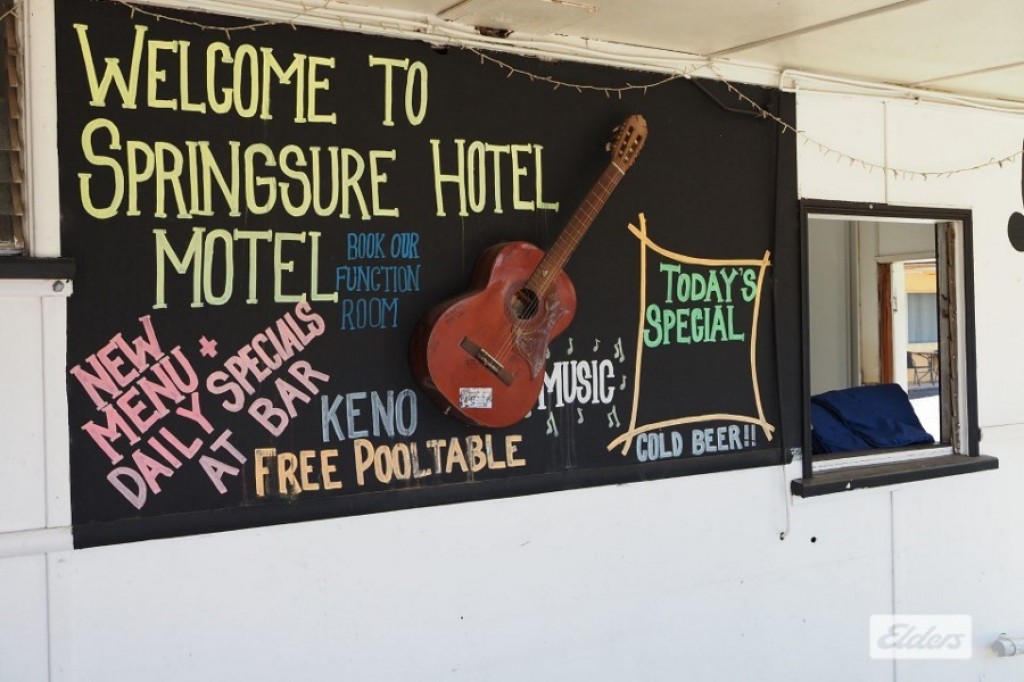 WELCOME TO
SPRINGSURE HOTEL
MOTEL
BOOK OUR
FUNCTION
ROOM
NEW
MENU +
DAILY SPECIALS
AT BAR
KENO
FREE POOLTABLE
MUSIC
TODAY'S
SPECIAL
COLD BEER!!
Elders